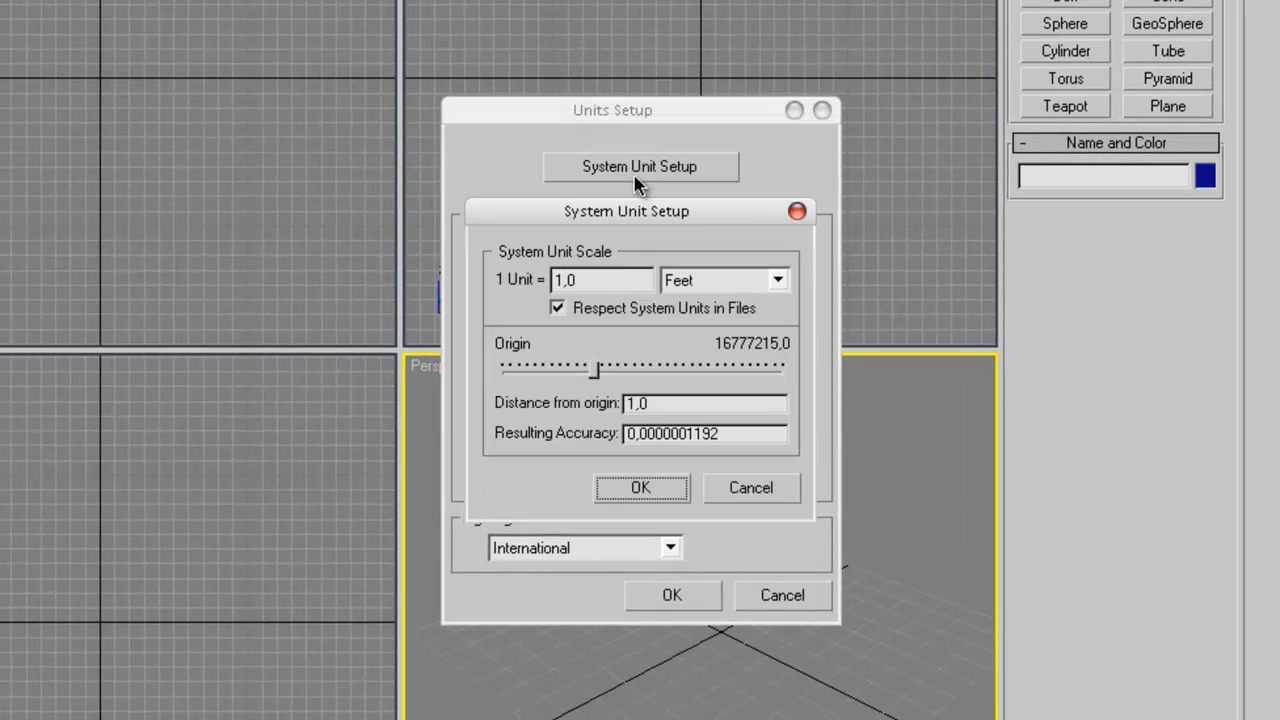 Sphere GeoSphere
Cylinder Tube
Torus Pyramid
Teapot Plane
- Name and Color
Units Setup
System Unit Setup
System Unit Setup
System Unit Scale
1 Unit = 1,0 Feet
Respect System Units in Files
Origin 16777215,0
Distance from origin: 1,0
Resulting Accuracy: 0,0000001192
OK Cancel
International
OK Cancel
Pers